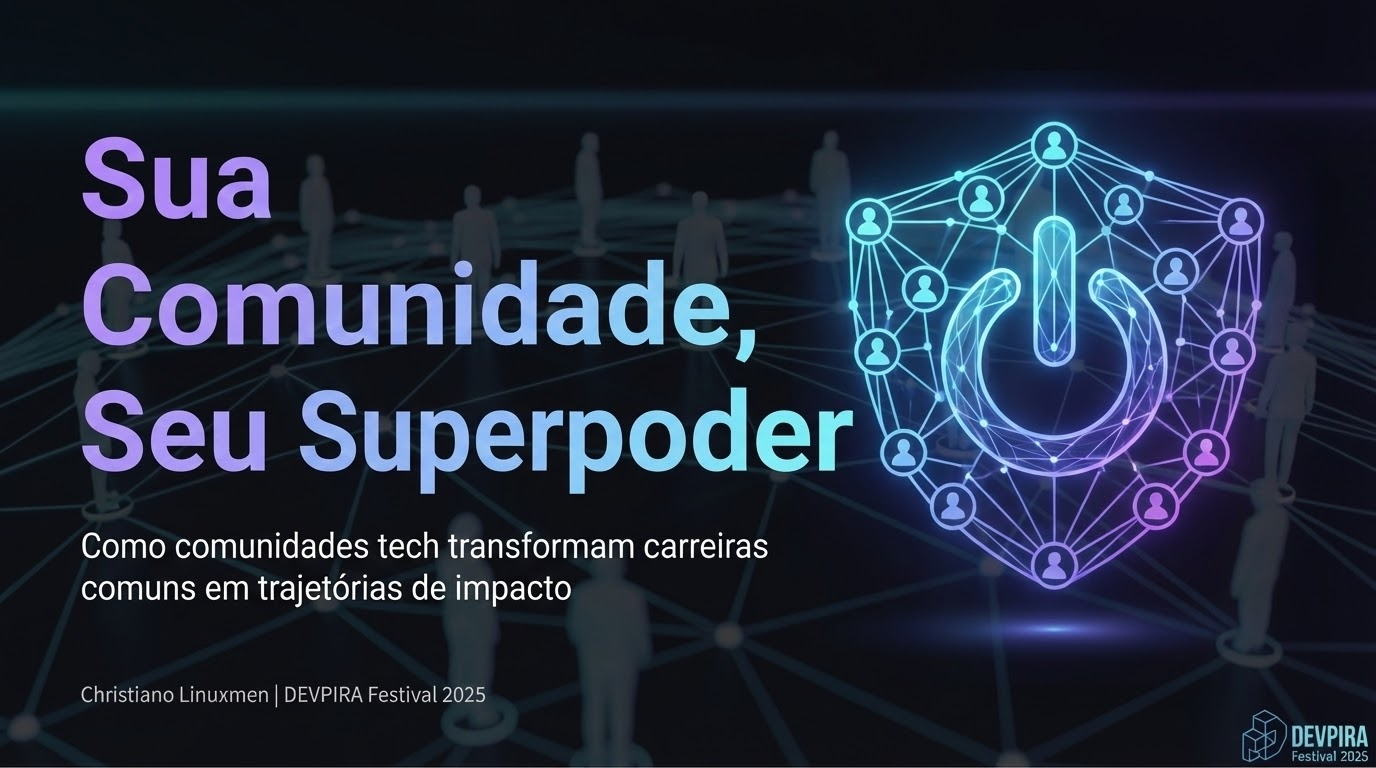 Sua
Comunidade,
Seu Superpoder
Como comunidades tech transformam carreiras
comuns em trajetórias de impacto
Christiano Linuxmen | DEVPIRA Festival 2025
DEVPIRA
Festival 2025